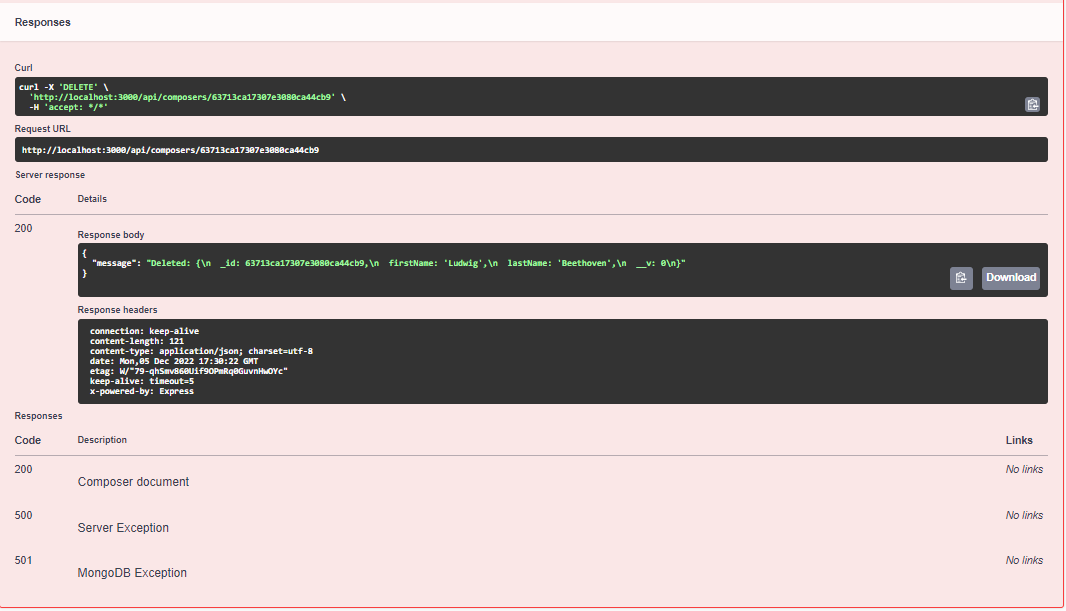 Responses
Curl
curl -X 'DELETE' \
'http://localhost:3000/api/composers/63713ca17307e3080ca44cb9' \
-H 'accept: */*'
Request URL
http://localhost:3000/api/composers/63713ca17307e3080ca44cb9
Server response
Code Details
200
Response body
{
"message": "Deleted: {\n  _id: 63713ca17307e3080ca44cb9,\n  firstName: 'Ludwig',\n  lastName: 'Beethoven',\n  __v: 0\n}"
}
Download
Response headers
connection: keep-alive
content-length: 121
content-type: application/json; charset=utf-8
date: Mon,05 Dec 2022 17:30:22 GMT
etag: W/"79-qhSmv860Uif9OPmRq0GuvnHwOYc"
keep-alive: timeout=5
x-powered-by: Express
Responses
Code Description Links
200 No links
Composer document
500 No links
Server Exception
501 No links
MongoDB Exception